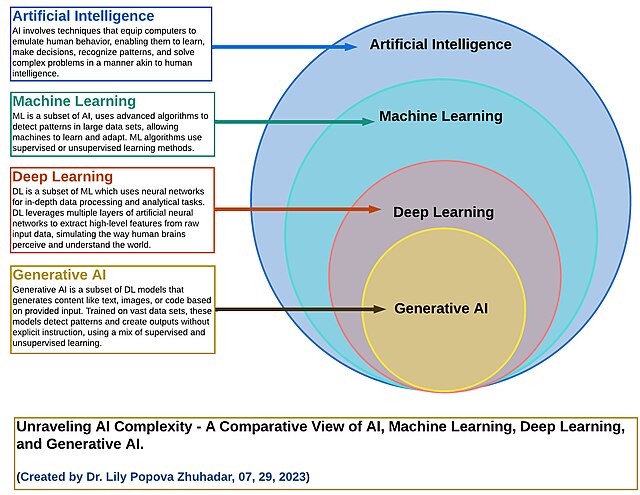 Artificial Intelligence
AI involves techniques that equip computers to
emulate human behavior, enabling them to learn,
make decisions, recognize patterns, and solve
complex problems in a manner akin to human
intelligence.
Machine Learning
ML is a subset of AI, uses advanced algorithms to
detect patterns in large data sets, allowing
machines to learn and adapt. ML algorithms use
supervised or unsupervised learning methods.
Deep Learning
DL is a subset of ML which uses neural networks
for in-depth data processing and analytical tasks.
DL leverages multiple layers of artificial neural
networks to extract high-level features from raw
input data, simulating the way human brains
perceive and understand the world.
Generative AI
Generative AI is a subset of DL models that
generates content like text, images, or code based
on provided input. Trained on vast data sets, these
models detect patterns and create outputs without
explicit instruction, using a mix of supervised and
unsupervised learning.
Artificial Intelligence
Machine Learning
Deep Learning
Generative AI
Unraveling AI Complexity - A Comparative View of AI, Machine Learning, Deep Learning,
and Generative AI.
(Created by Dr. Lily Popova Zhuhadar, 07, 29, 2023)